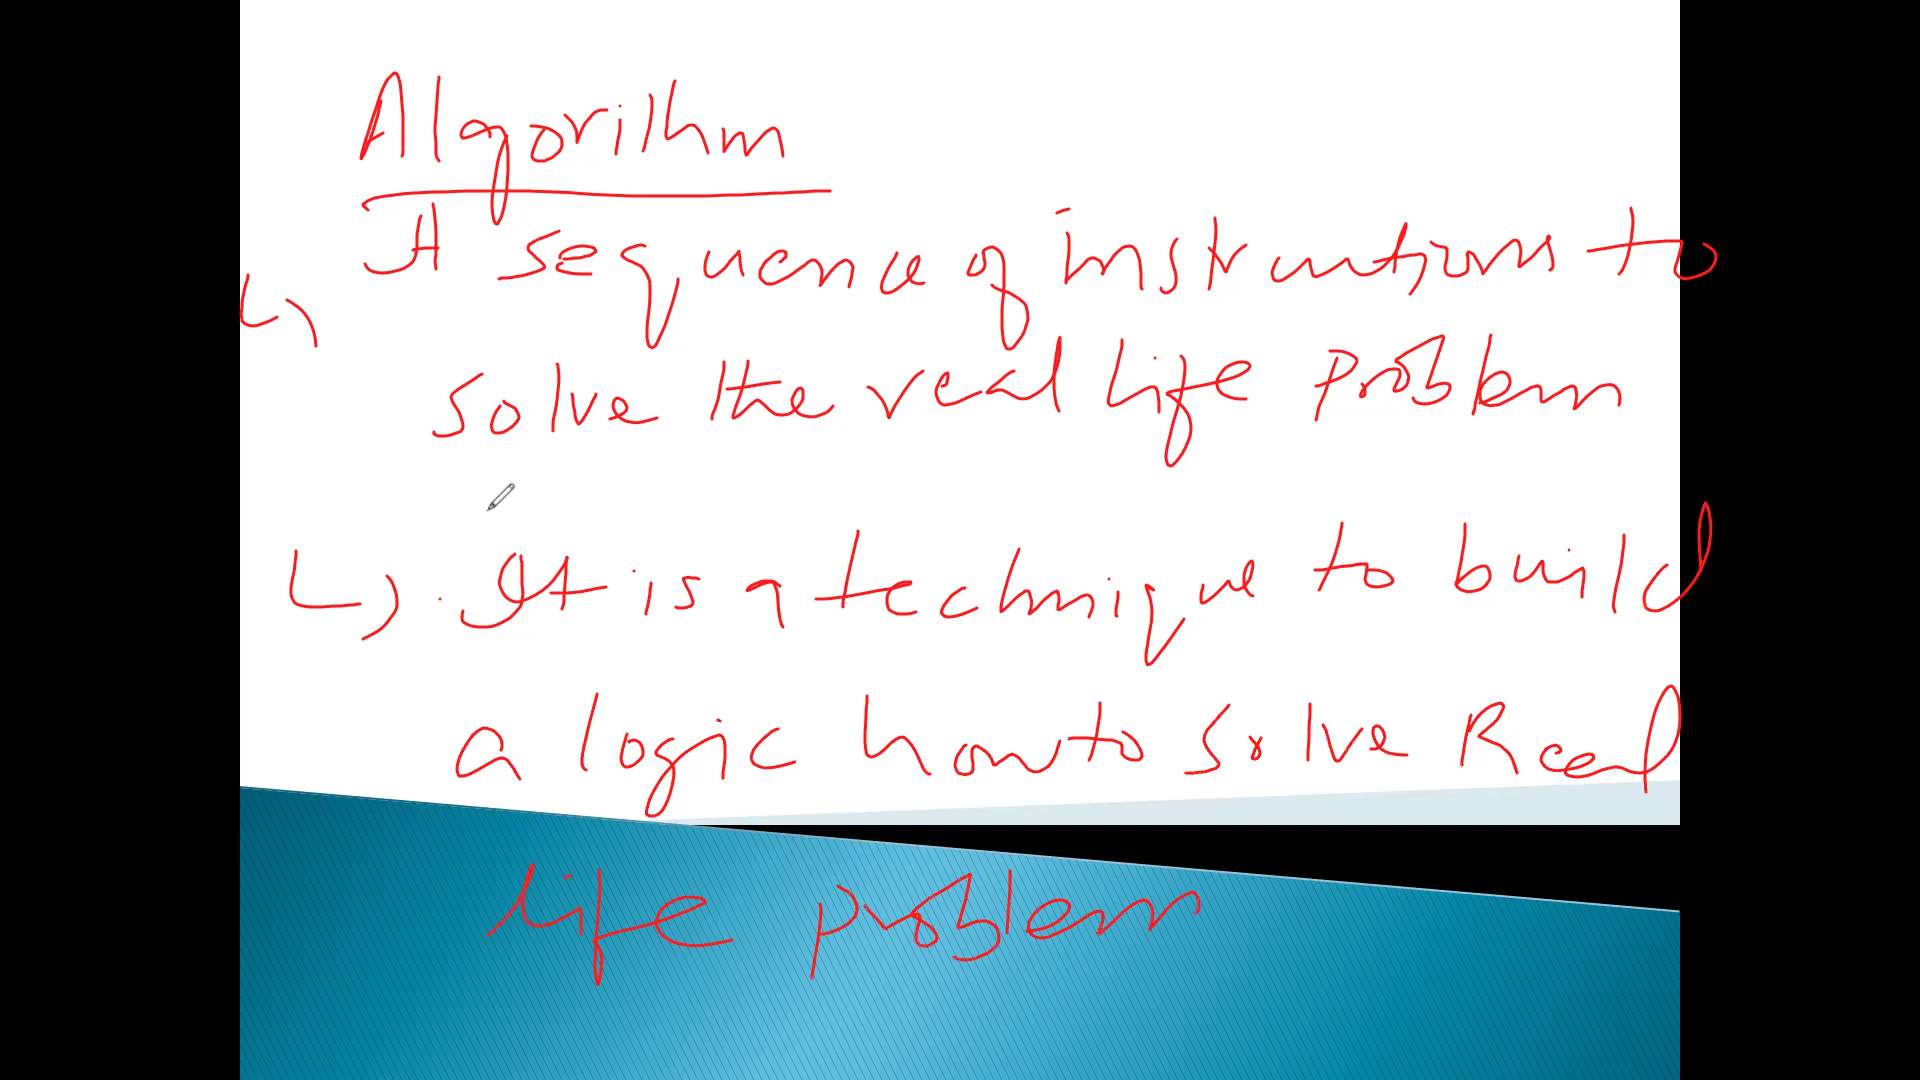 Algorithm
A sequence of instructions to
solve the real life problem
It is a technique to build
a logic how to solve Real
life problem